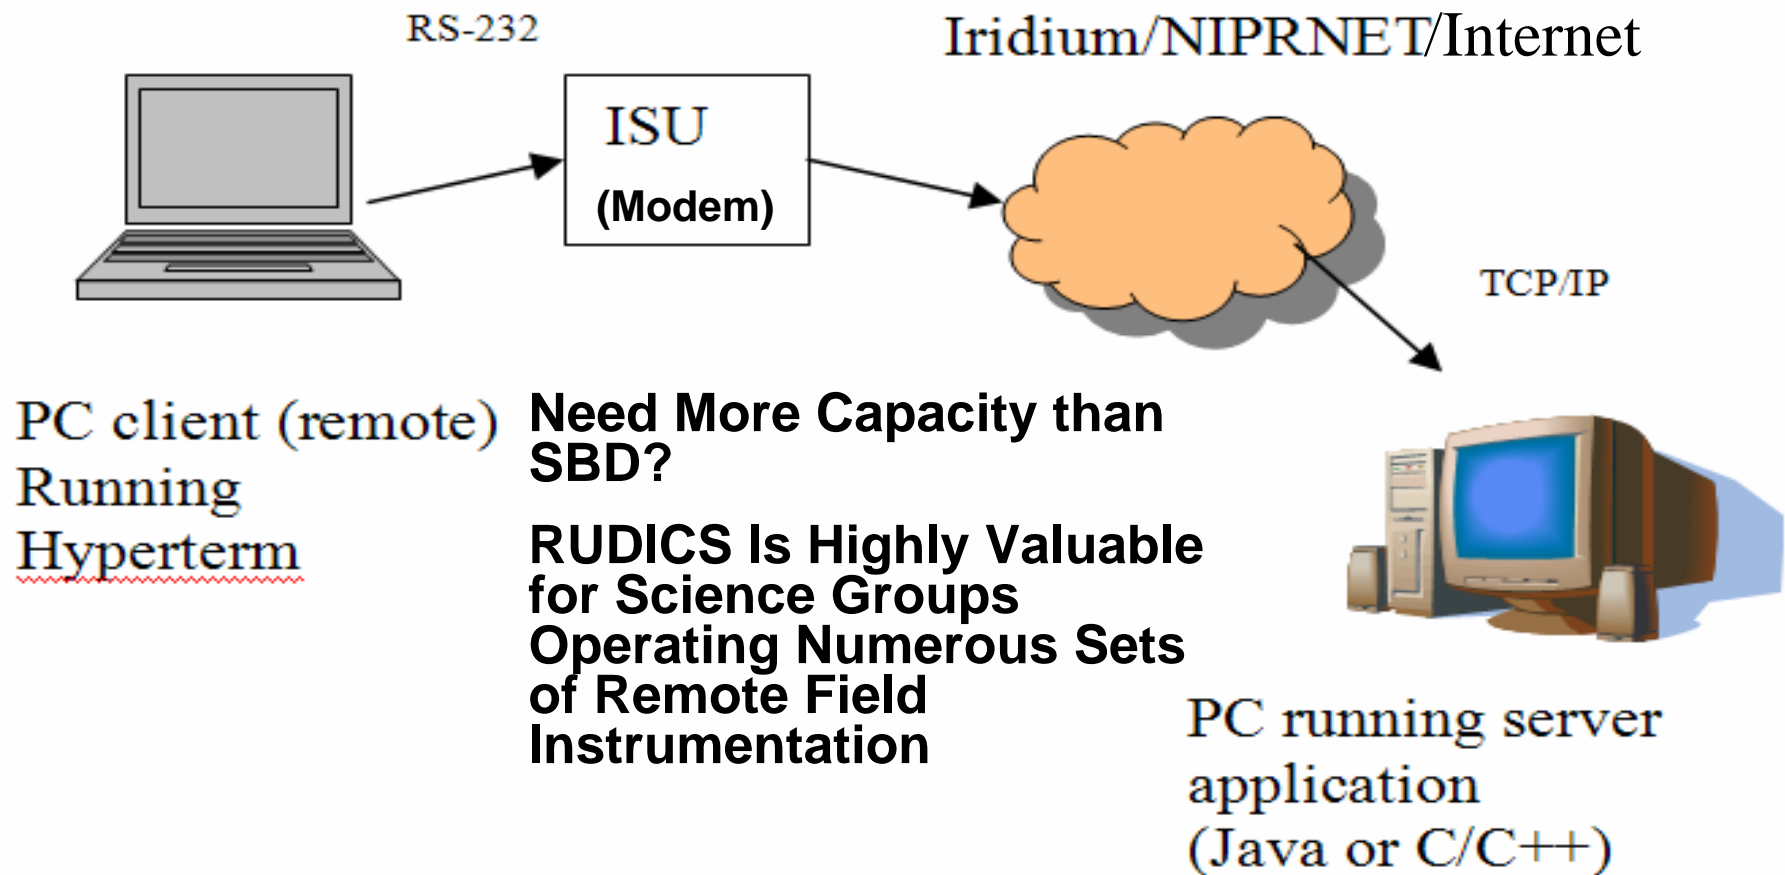 RS-232
Iridium/NIPRNET/Internet
ISU
(Modem)
TCP/IP
PC client (remote)
Running
Hyperterm
Need More Capacity than
SBD?
RUDICS Is Highly Valuable
for Science Groups
Operating Numerous Sets
of Remote Field
Instrumentation
PC running server
application
(Java or C/C++)